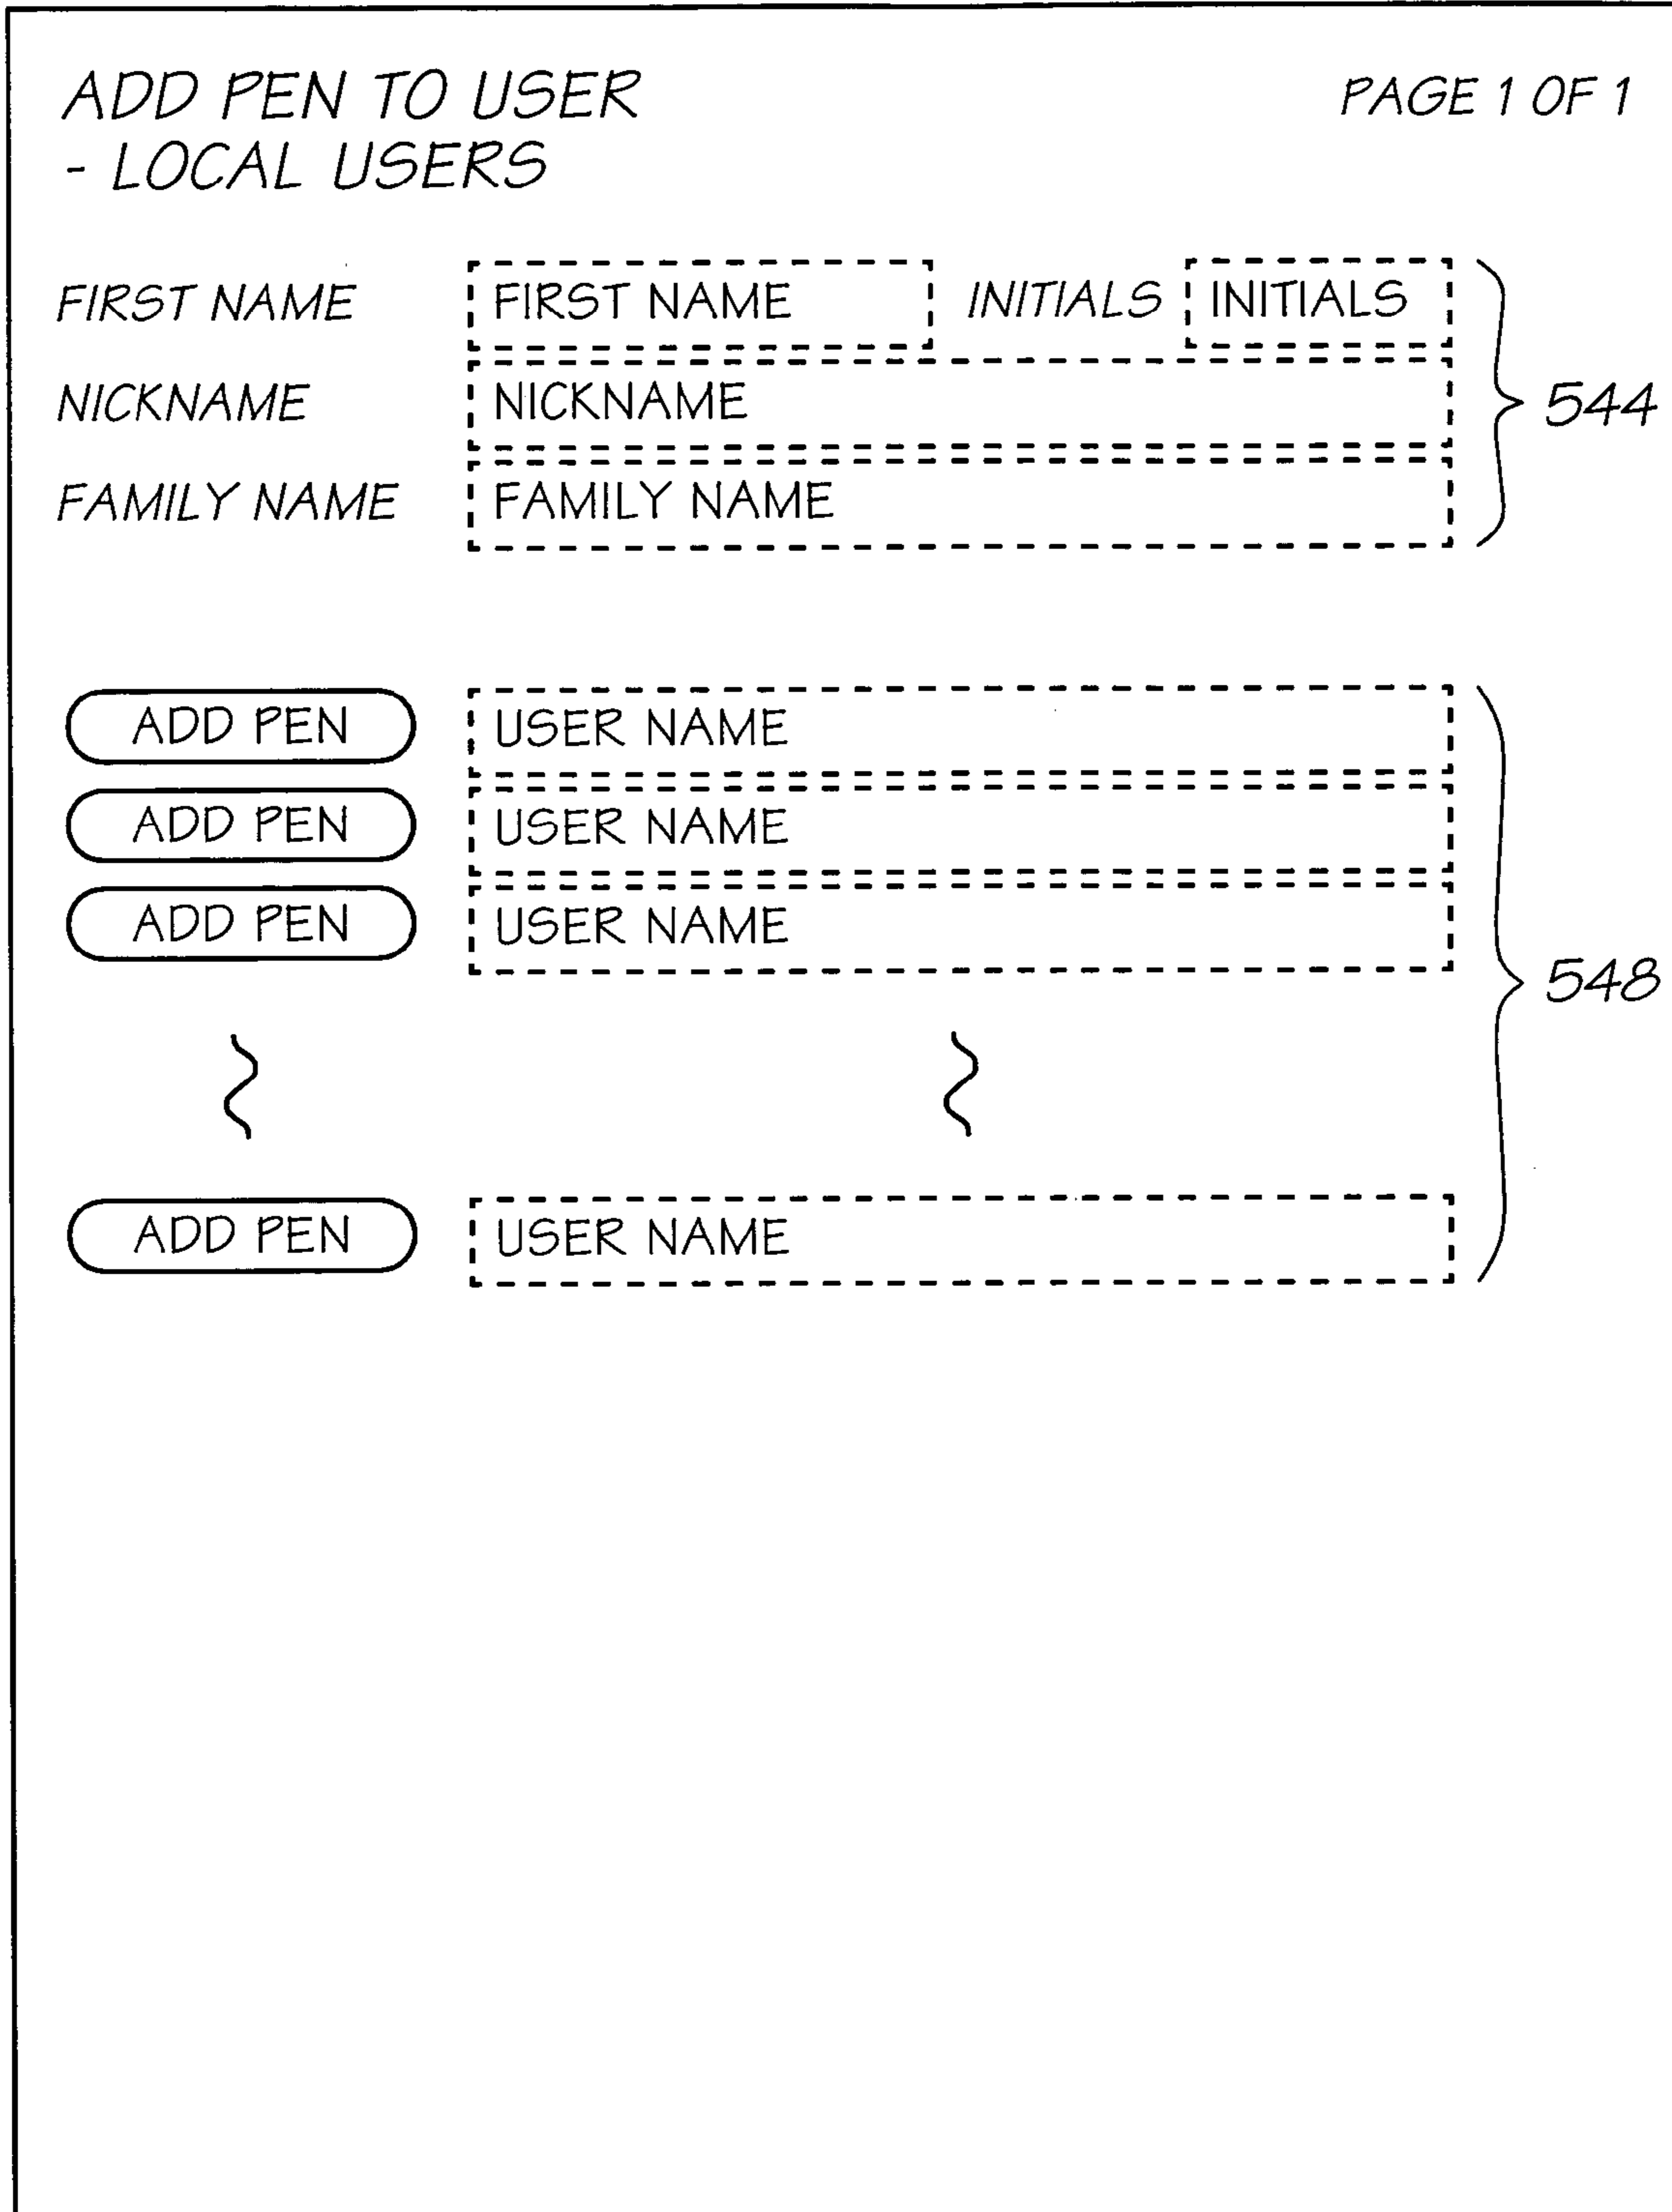 ADD PEN TO USER PAGE 1 OF 1
- LOCAL USERS
FIRST NAME FIRST NAME INITIALS INITIALS
NICKNAME NICKNAME 544
FAMILY NAME FAMILY NAME
ADD PEN USER NAME
ADD PEN USER NAME
ADD PEN USER NAME
548
ADD PEN USER NAME